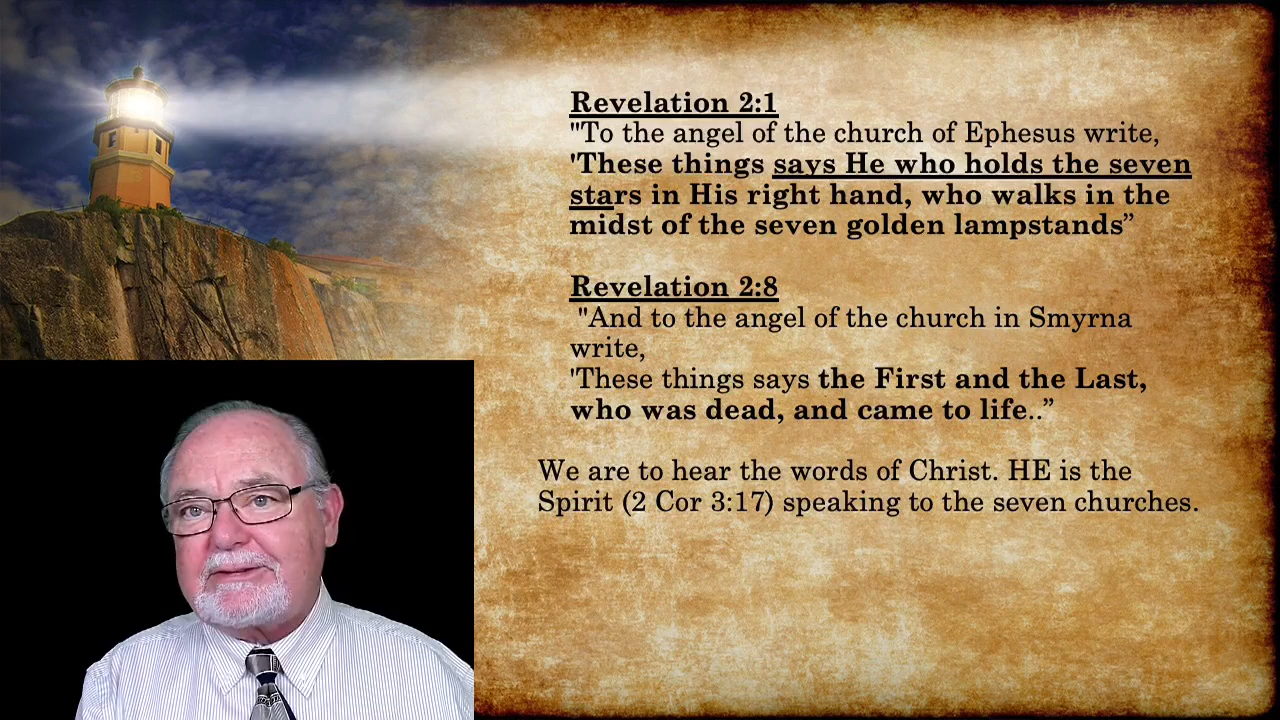 Revelation 2:1
"To the angel of the church of Ephesus write,
'These things says He who holds the seven
stars in His right hand, who walks in the
midst of the seven golden lampstands”
Revelation 2:8
"And to the angel of the church in Smyrna
write,
'These things says the First and the Last,
who was dead, and came to life..”
We are to hear the words of Christ. HE is the
Spirit (2 Cor 3:17) speaking to the seven churches.